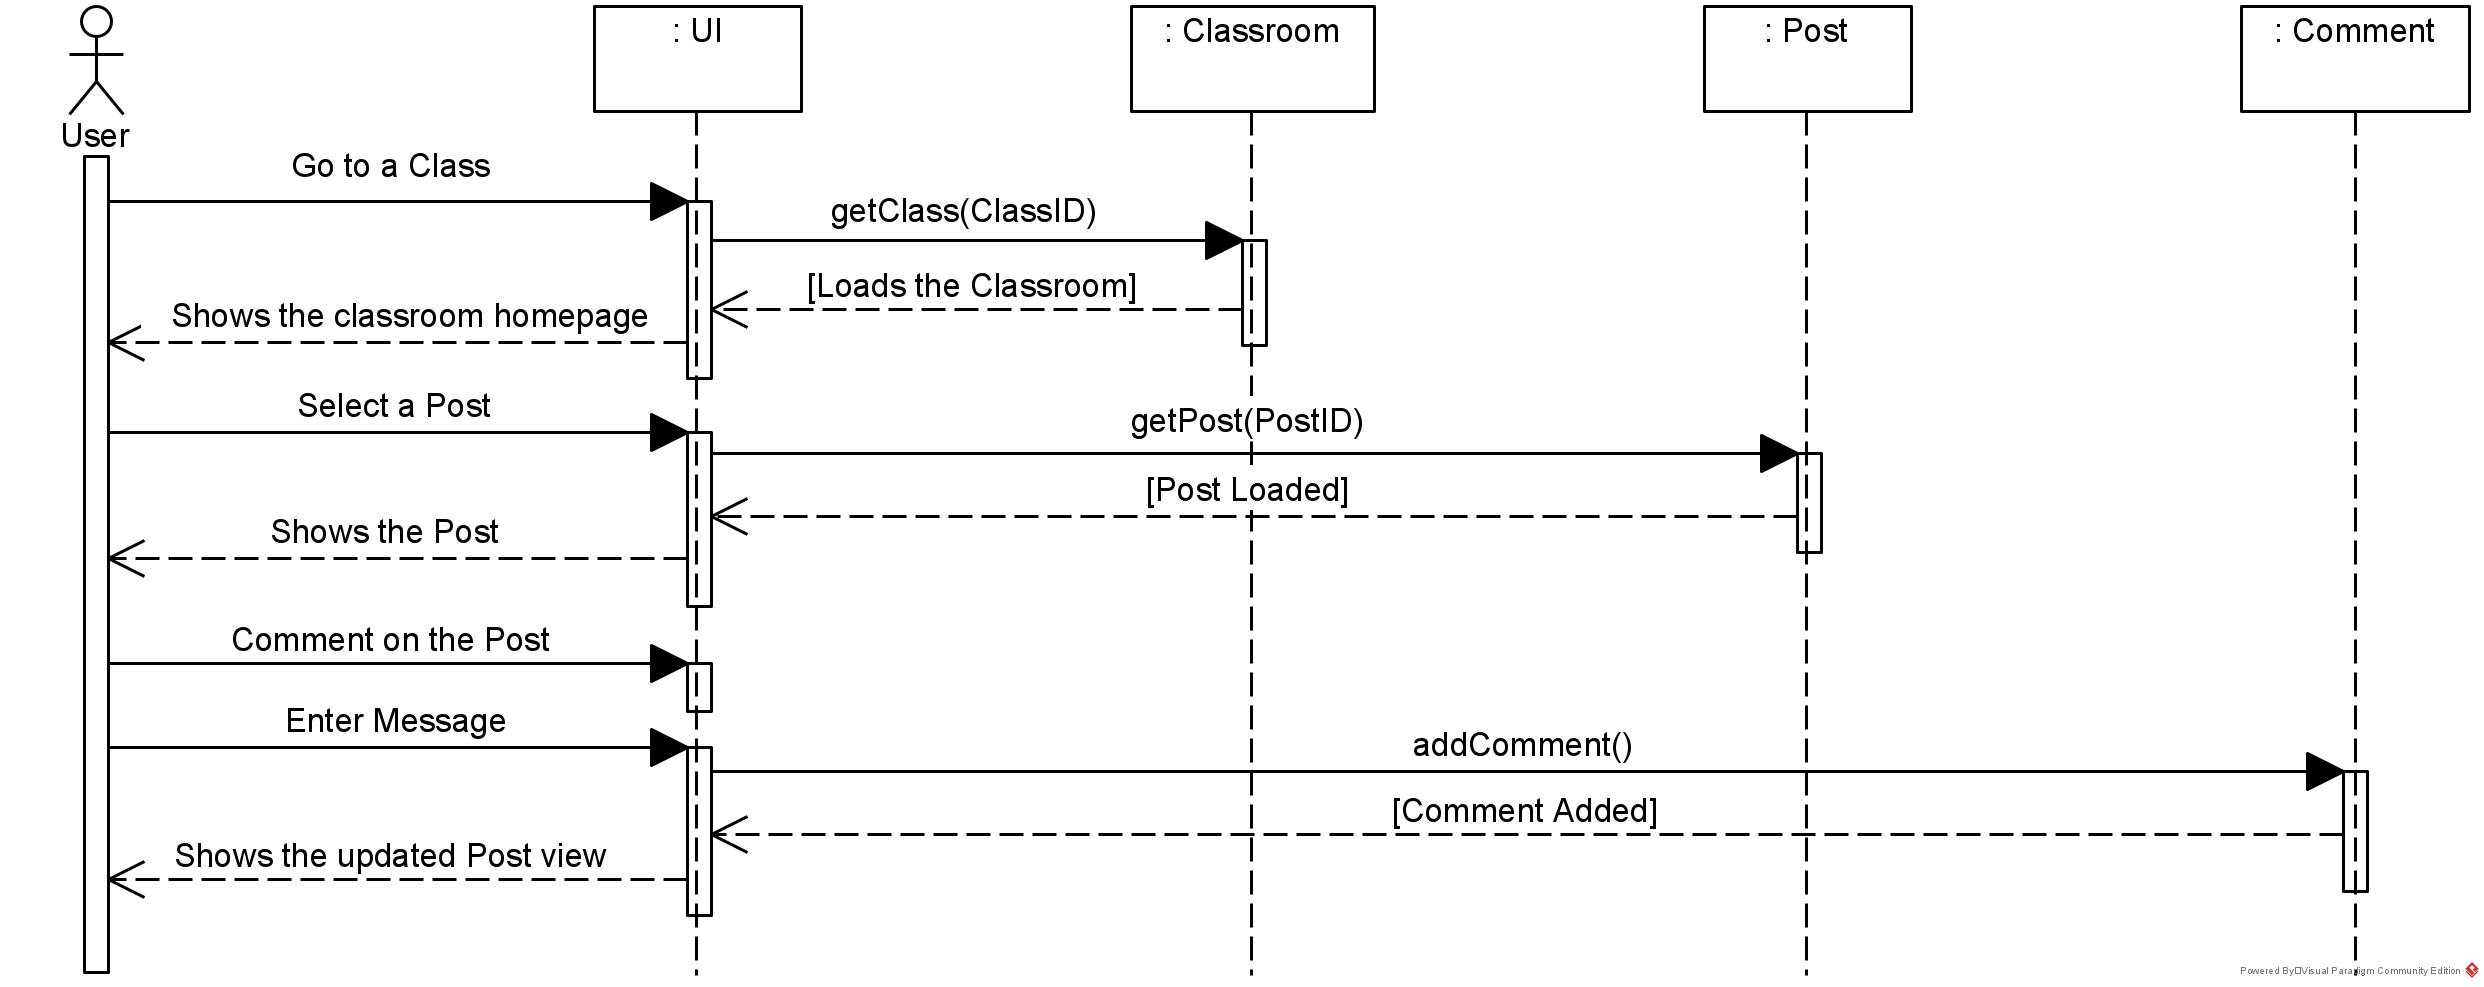 : UI
: Classroom
: Post
: Comment
User
Go to a Class
getClass(ClassID)
[Loads the Classroom]
Shows the classroom homepage
Select a Post
getPost(PostID)
[Post Loaded]
Shows the Post
Comment on the Post
Enter Message
addComment()
[Comment Added]
Shows the updated Post view
Powered By□Visual Paradigm Community Edition